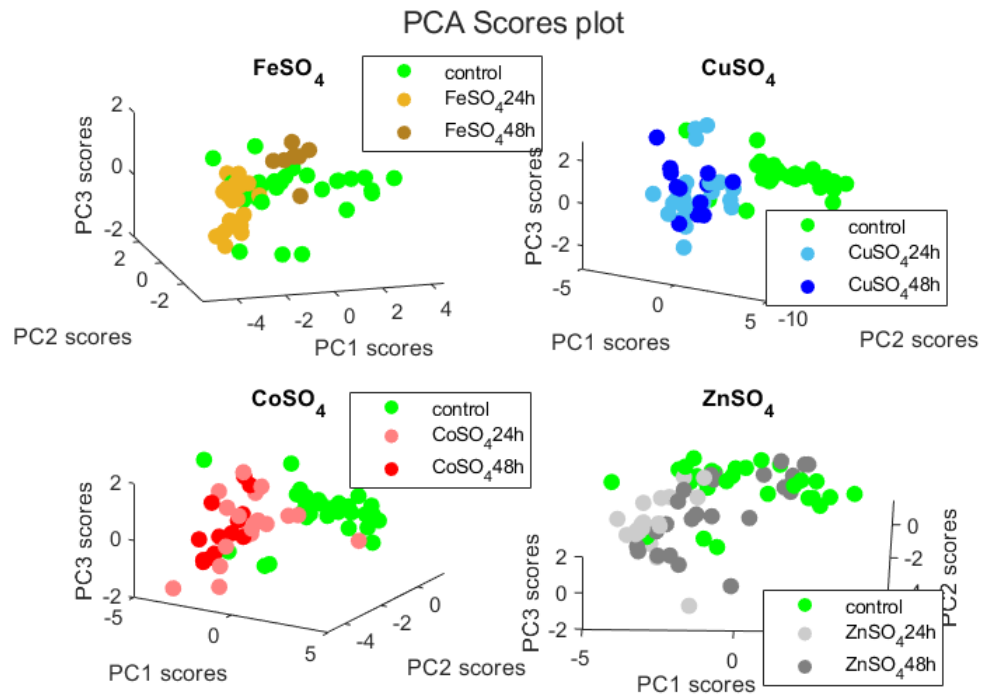 PCA Scores plot
FeSO4
control
FeSO424h
FeSO448h
PC3 scores
2
0
-2
2
0
-2
PC2 scores
-4
-2
0
2
4
PC1 scores
CuSO4
control
CuSO424h
CuSO448h
PC3 scores
2
0
-2
-5
0
5
PC1 scores
-10
PC2 scores
CoSO4
control
CoSO424h
CoSO448h
PC3 scores
2
0
-2
-5
0
5
PC1 scores
-4
-2
0
PC2 scores
ZnSO4
control
ZnSO424h
ZnSO448h
PC3 scores
2
0
-2
-5
0
PC1 scores
0
-2
-4
PC2 scores